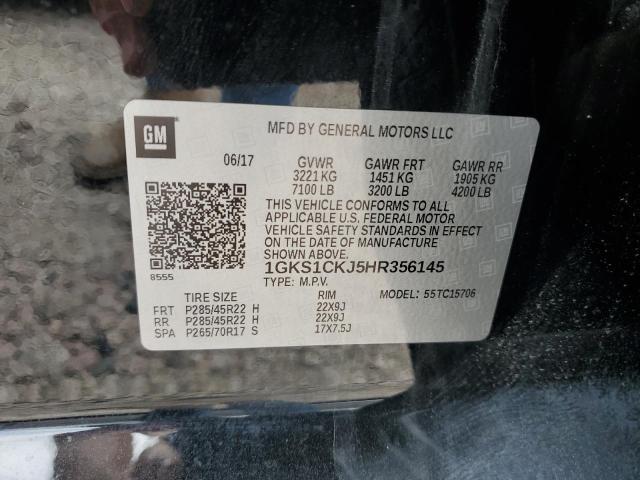 GM
MFD BY GENERAL MOTORS LLC
06/17 GVWR GAWR FRT GAWR RR
3221 KG 1451 KG 1905 KG
7100 LB 3200 LB 4200 LB
THIS VEHICLE CONFORMS TO ALL
APPLICABLE U.S. FEDERAL MOTOR
VEHICLE SAFETY STANDARDS IN EFFECT
ON THE DATE OF MANUFACTURE
SHOWN ABOVE.
8555
1GKS1CKJ5HR356145
TYPE: M.P.V. MODEL: 55TC15706
TIRE SIZE RIM
FRT P285/45R22 H 22X9J
RR P285/45R22 H 22X9J
SPA P265/70R17 S 17X7.5J